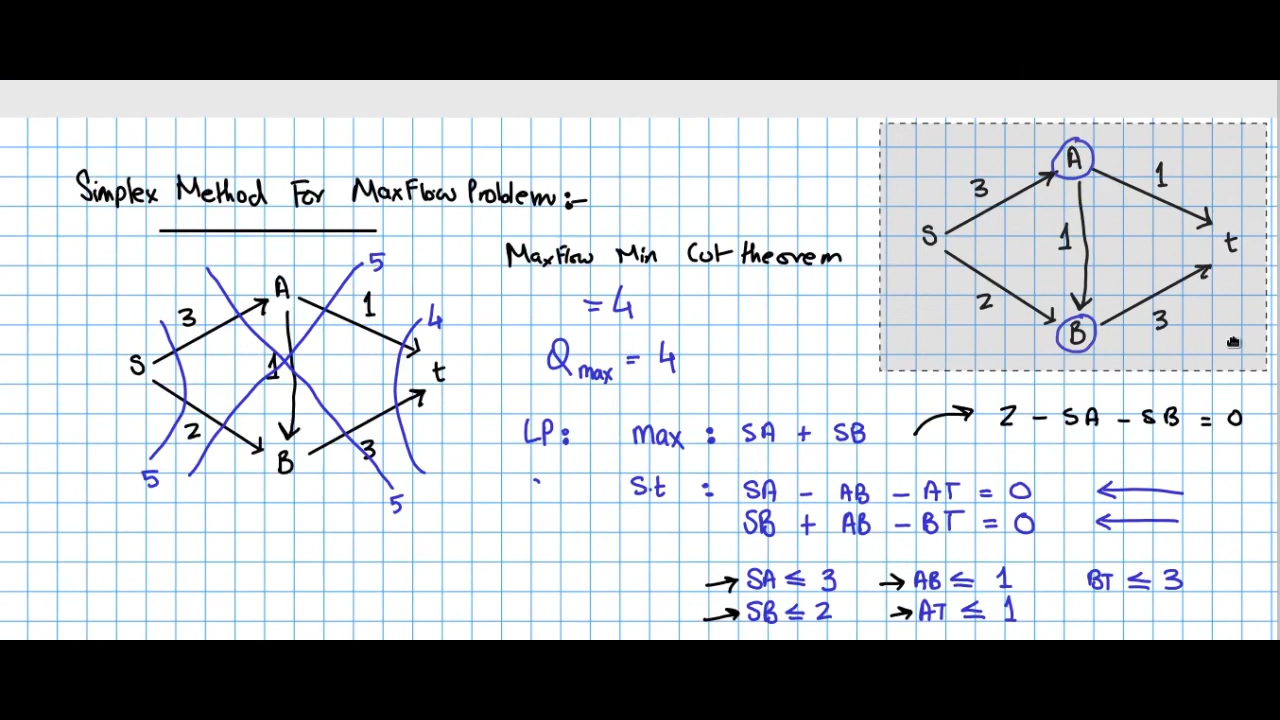 Simplex Method For MaxFlow Problem:-
MaxFlow Min Cut theorem
= 4
Qmax = 4
S
A
B
t
3
2
1
1
3
5
5
4
5
S
A
B
t
3
2
1
1
3
LP: max : SA + SB
Z - SA - SB = 0
S.t : SA - AB - AT = 0
SB + AB - BT = 0
SA ≤ 3 AB ≤ 1 BT ≤ 3
SB ≤ 2 AT ≤ 1